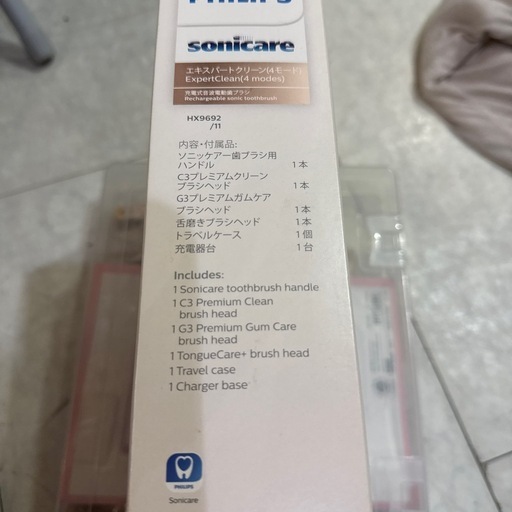 PHILIPS
sonicare
エキスパートクリーン(4モード)
ExpertClean(4 modes)
充電式音波電動歯ブラシ
Rechargeable sonic toothbrush
HX9692
/11
内容・付属品:
ソニッケアー歯ブラシ用
ハンドル 1本
C3プレミアムクリーン
ブラシヘッド 1本
G3プレミアムガムケア
ブラシヘッド 1本
舌磨きブラシヘッド 1本
トラベルケース 1個
充電器台 1台
Includes:
1 Sonicare toothbrush handle
1 C3 Premium Clean
brush head
1 G3 Premium Gum Care
brush head
1 TongueCare+ brush head
1 Travel case
1 Charger base
PHILIPS
Sonicare